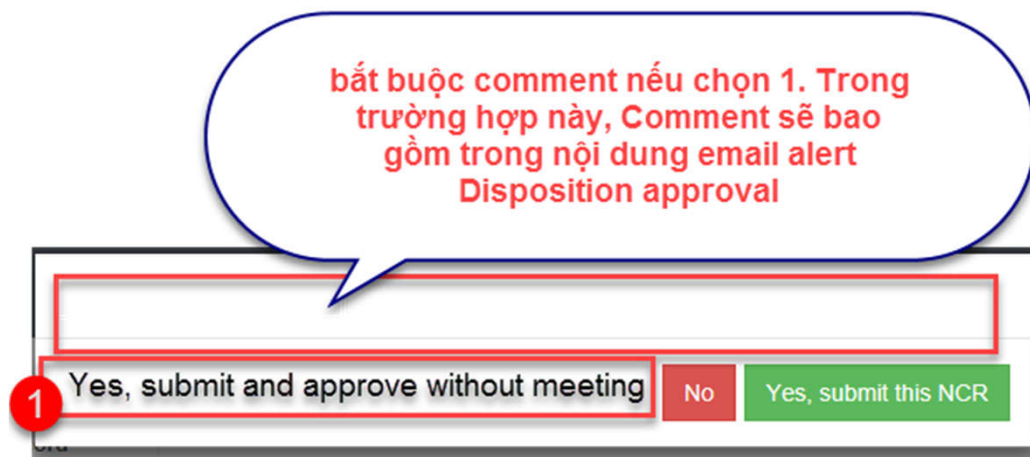 bắt buộc comment nếu chọn 1. Trong
trường hợp này, Comment sẽ bao
gồm trong nội dung email alert
Disposition approval
1 Yes, submit and approve without meeting No Yes, submit this NCR